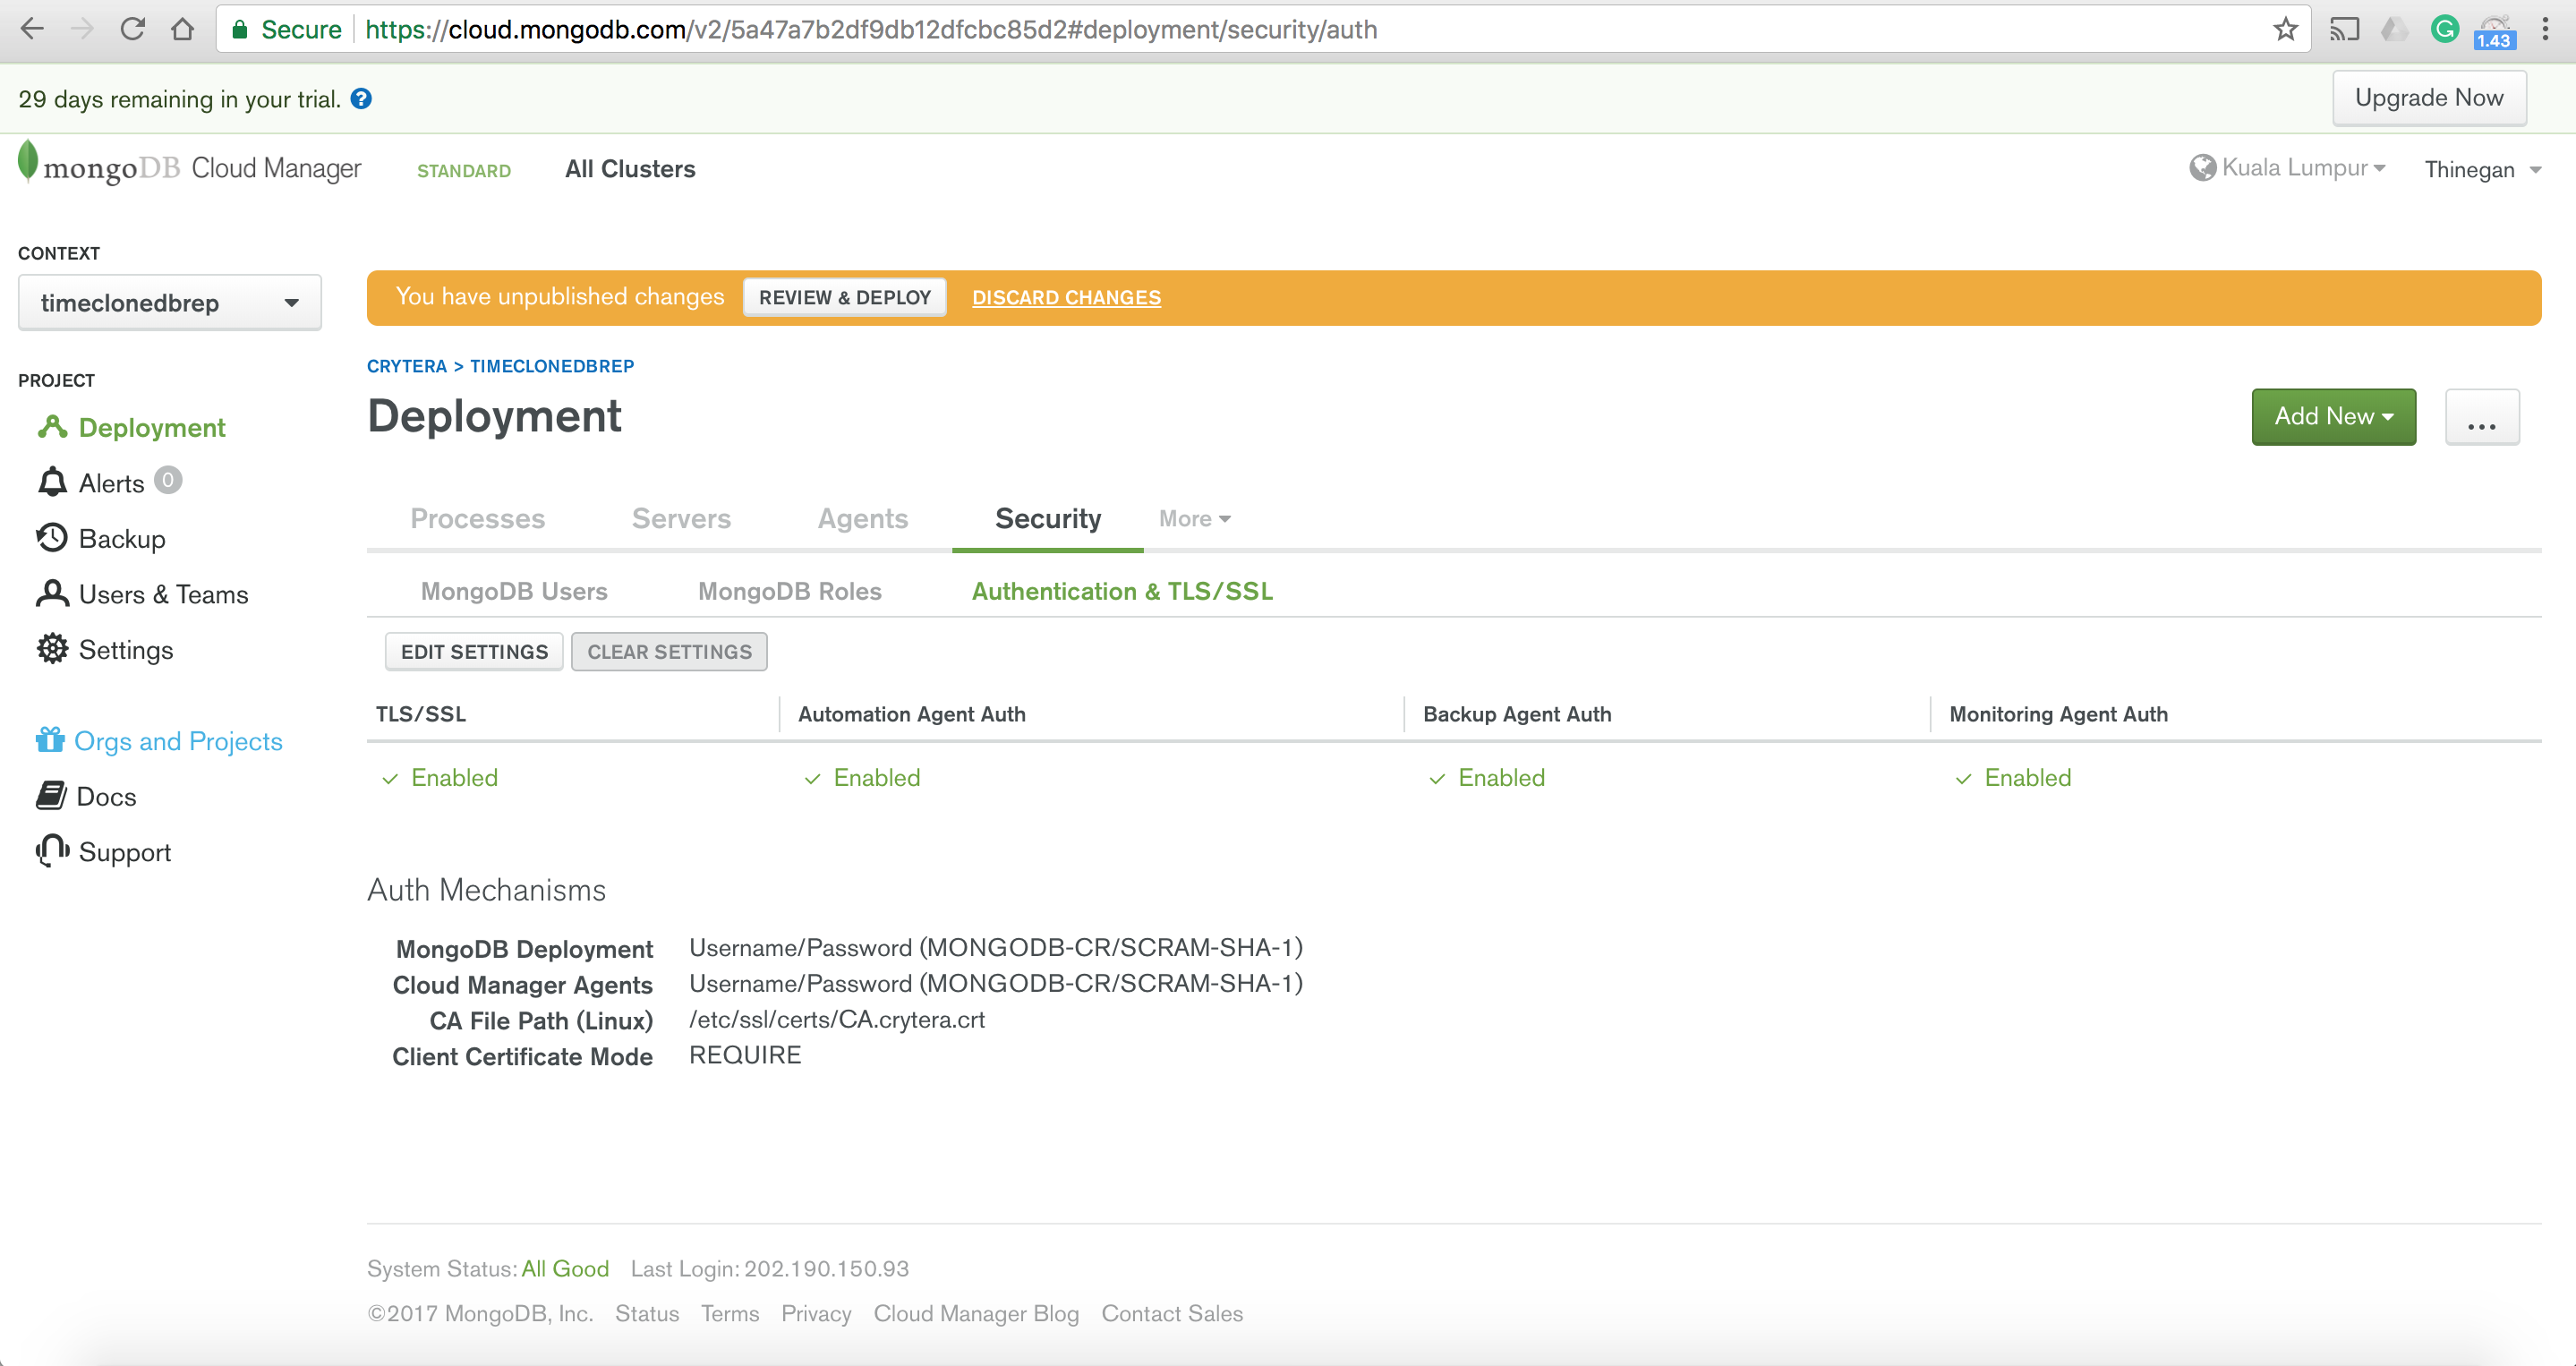 Secure https://cloud.mongodb.com/v2/5a47a7b2df9db12dfcbc85d2#deployment/security/auth
1.43
29 days remaining in your trial. ?
Upgrade Now
mongoDB Cloud Manager STANDARD All Clusters Kuala Lumpur Thinegan
CONTEXT
timeclonedbrep
PROJECT
Deployment
Alerts 0
Backup
Users & Teams
Settings
Orgs and Projects
Docs
Support
You have unpublished changes REVIEW & DEPLOY DISCARD CHANGES
CRYTERA > TIMECLONEDBREP
Deployment
Add New ...
Processes Servers Agents Security More
MongoDB Users MongoDB Roles Authentication & TLS/SSL
EDIT SETTINGS CLEAR SETTINGS
TLS/SSL Automation Agent Auth Backup Agent Auth Monitoring Agent Auth
Enabled Enabled Enabled Enabled
Auth Mechanisms
MongoDB Deployment Username/Password (MONGODB-CR/SCRAM-SHA-1)
Cloud Manager Agents Username/Password (MONGODB-CR/SCRAM-SHA-1)
CA File Path (Linux) /etc/ssl/certs/CA.crytera.crt
Client Certificate Mode REQUIRE
System Status: All Good Last Login: 202.190.150.93
©2017 MongoDB, Inc. Status Terms Privacy Cloud Manager Blog Contact Sales